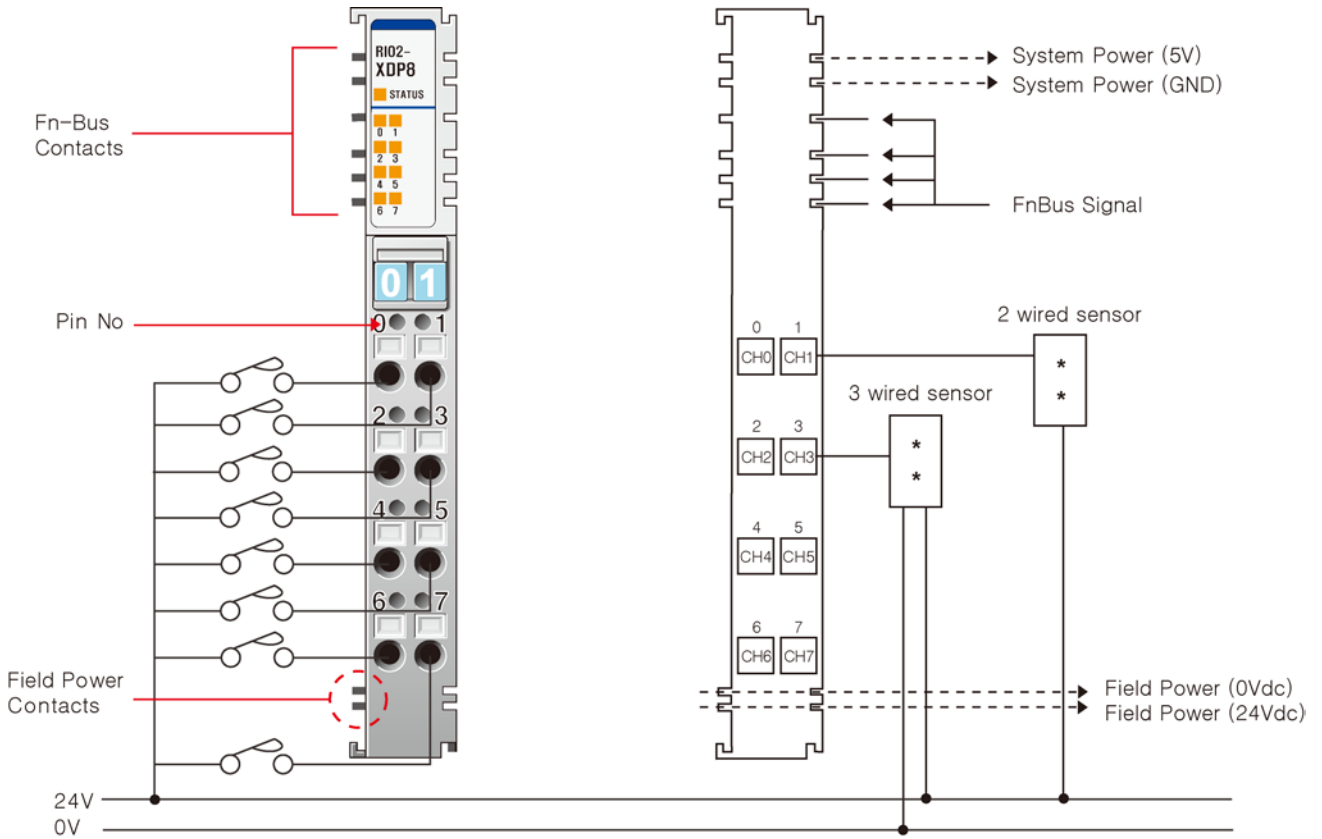 RIO2-
XDP8
STATUS
0 1
2 3
4 5
6 7
Fn-Bus
Contacts
01
Pin No
0 1
2 3
4 5
6 7
Field Power
Contacts
24V
0V
System Power (5V)
System Power (GND)
FnBus Signal
2 wired sensor
*
*
3 wired sensor
*
*
0 1
CH0 CH1
2 3
CH2 CH3
4 5
CH4 CH5
6 7
CH6 CH7
Field Power (0Vdc)
Field Power (24Vdc)